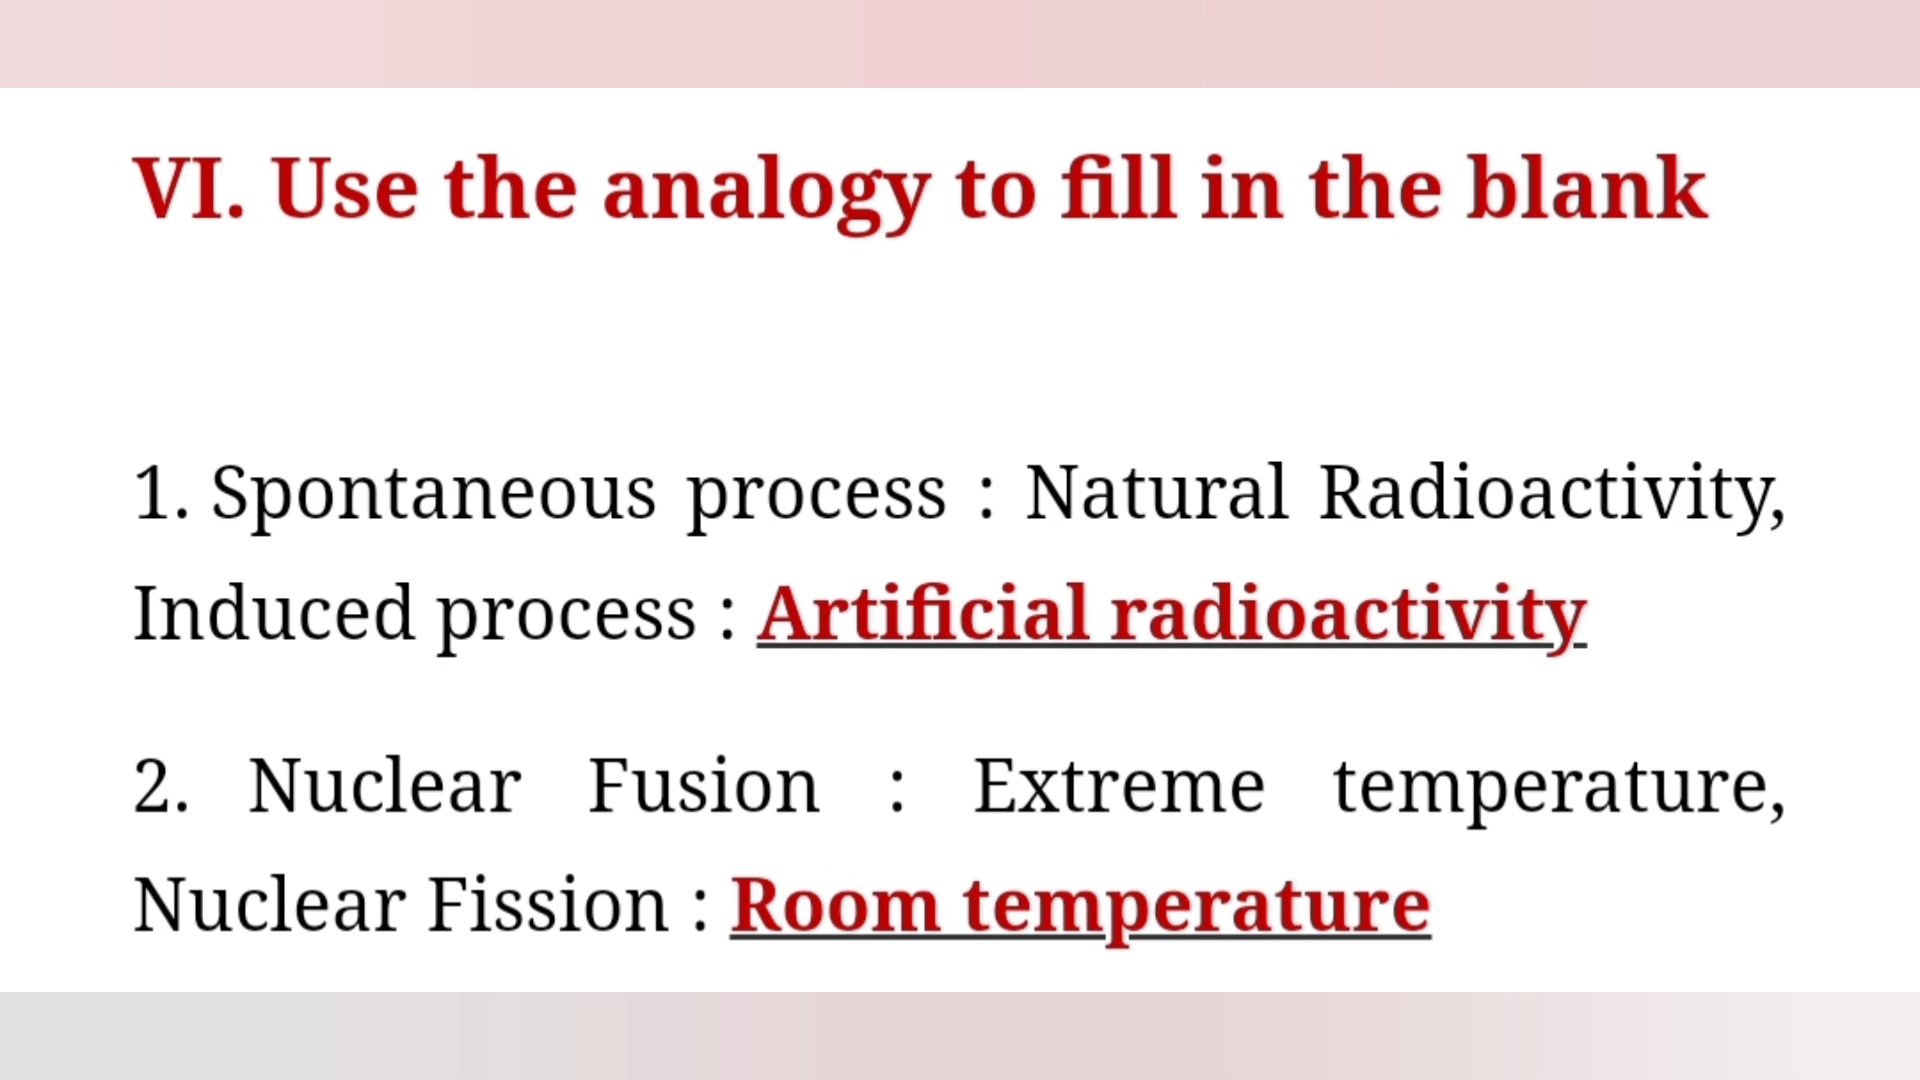 VI. Use the analogy to fill in the blank
1. Spontaneous process : Natural Radioactivity,
Induced process : Artificial radioactivity
2. Nuclear Fusion : Extreme temperature,
Nuclear Fission : Room temperature